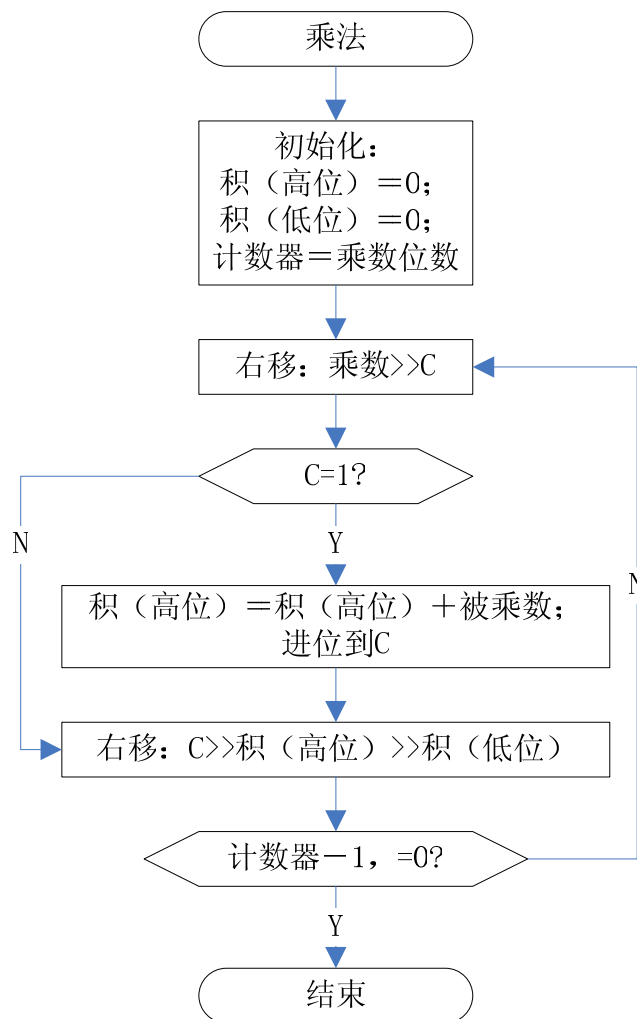 乘法
初始化：
积（高位）＝0；
积（低位）＝0；
计数器＝乘数位数
右移：乘数>>C
C=1?
N
Y
N
积（高位）＝积（高位）＋被乘数；
进位到C
右移：C>>积（高位）>>积（低位）
计数器－1，=0?
Y
结束